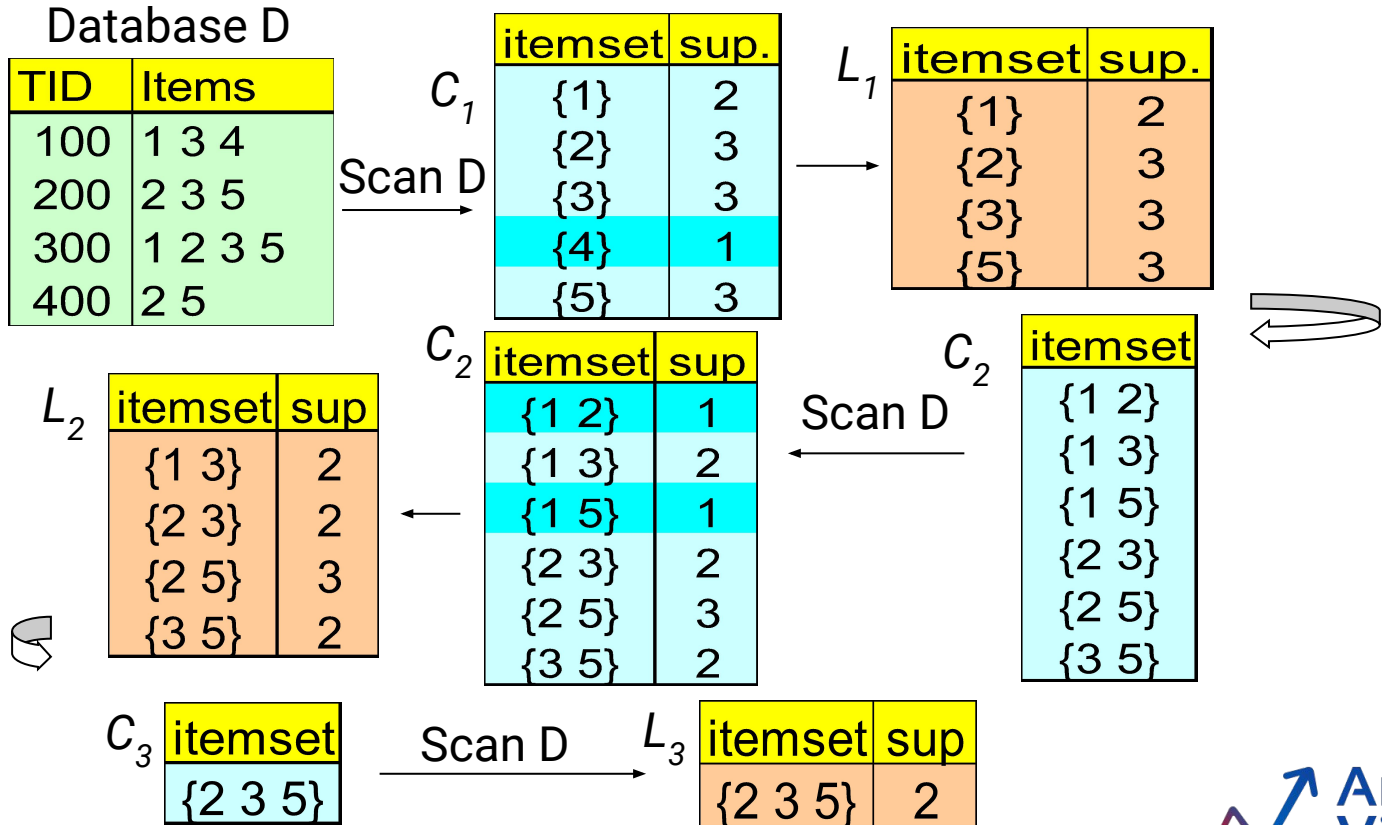 Database D
TID Items
100 1 3 4
200 2 3 5
300 1 2 3 5
400 2 5
Scan D
C1
itemset sup.
{1} 2
{2} 3
{3} 3
{4} 1
{5} 3
L1
itemset sup.
{1} 2
{2} 3
{3} 3
{5} 3
C2
itemset
{1 2}
{1 3}
{1 5}
{2 3}
{2 5}
{3 5}
Scan D
C2
itemset sup
{1 2} 1
{1 3} 2
{1 5} 1
{2 3} 2
{2 5} 3
{3 5} 2
L2
itemset sup
{1 3} 2
{2 3} 2
{2 5} 3
{3 5} 2
C3
itemset
{2 3 5}
Scan D
L3
itemset sup
{2 3 5} 2